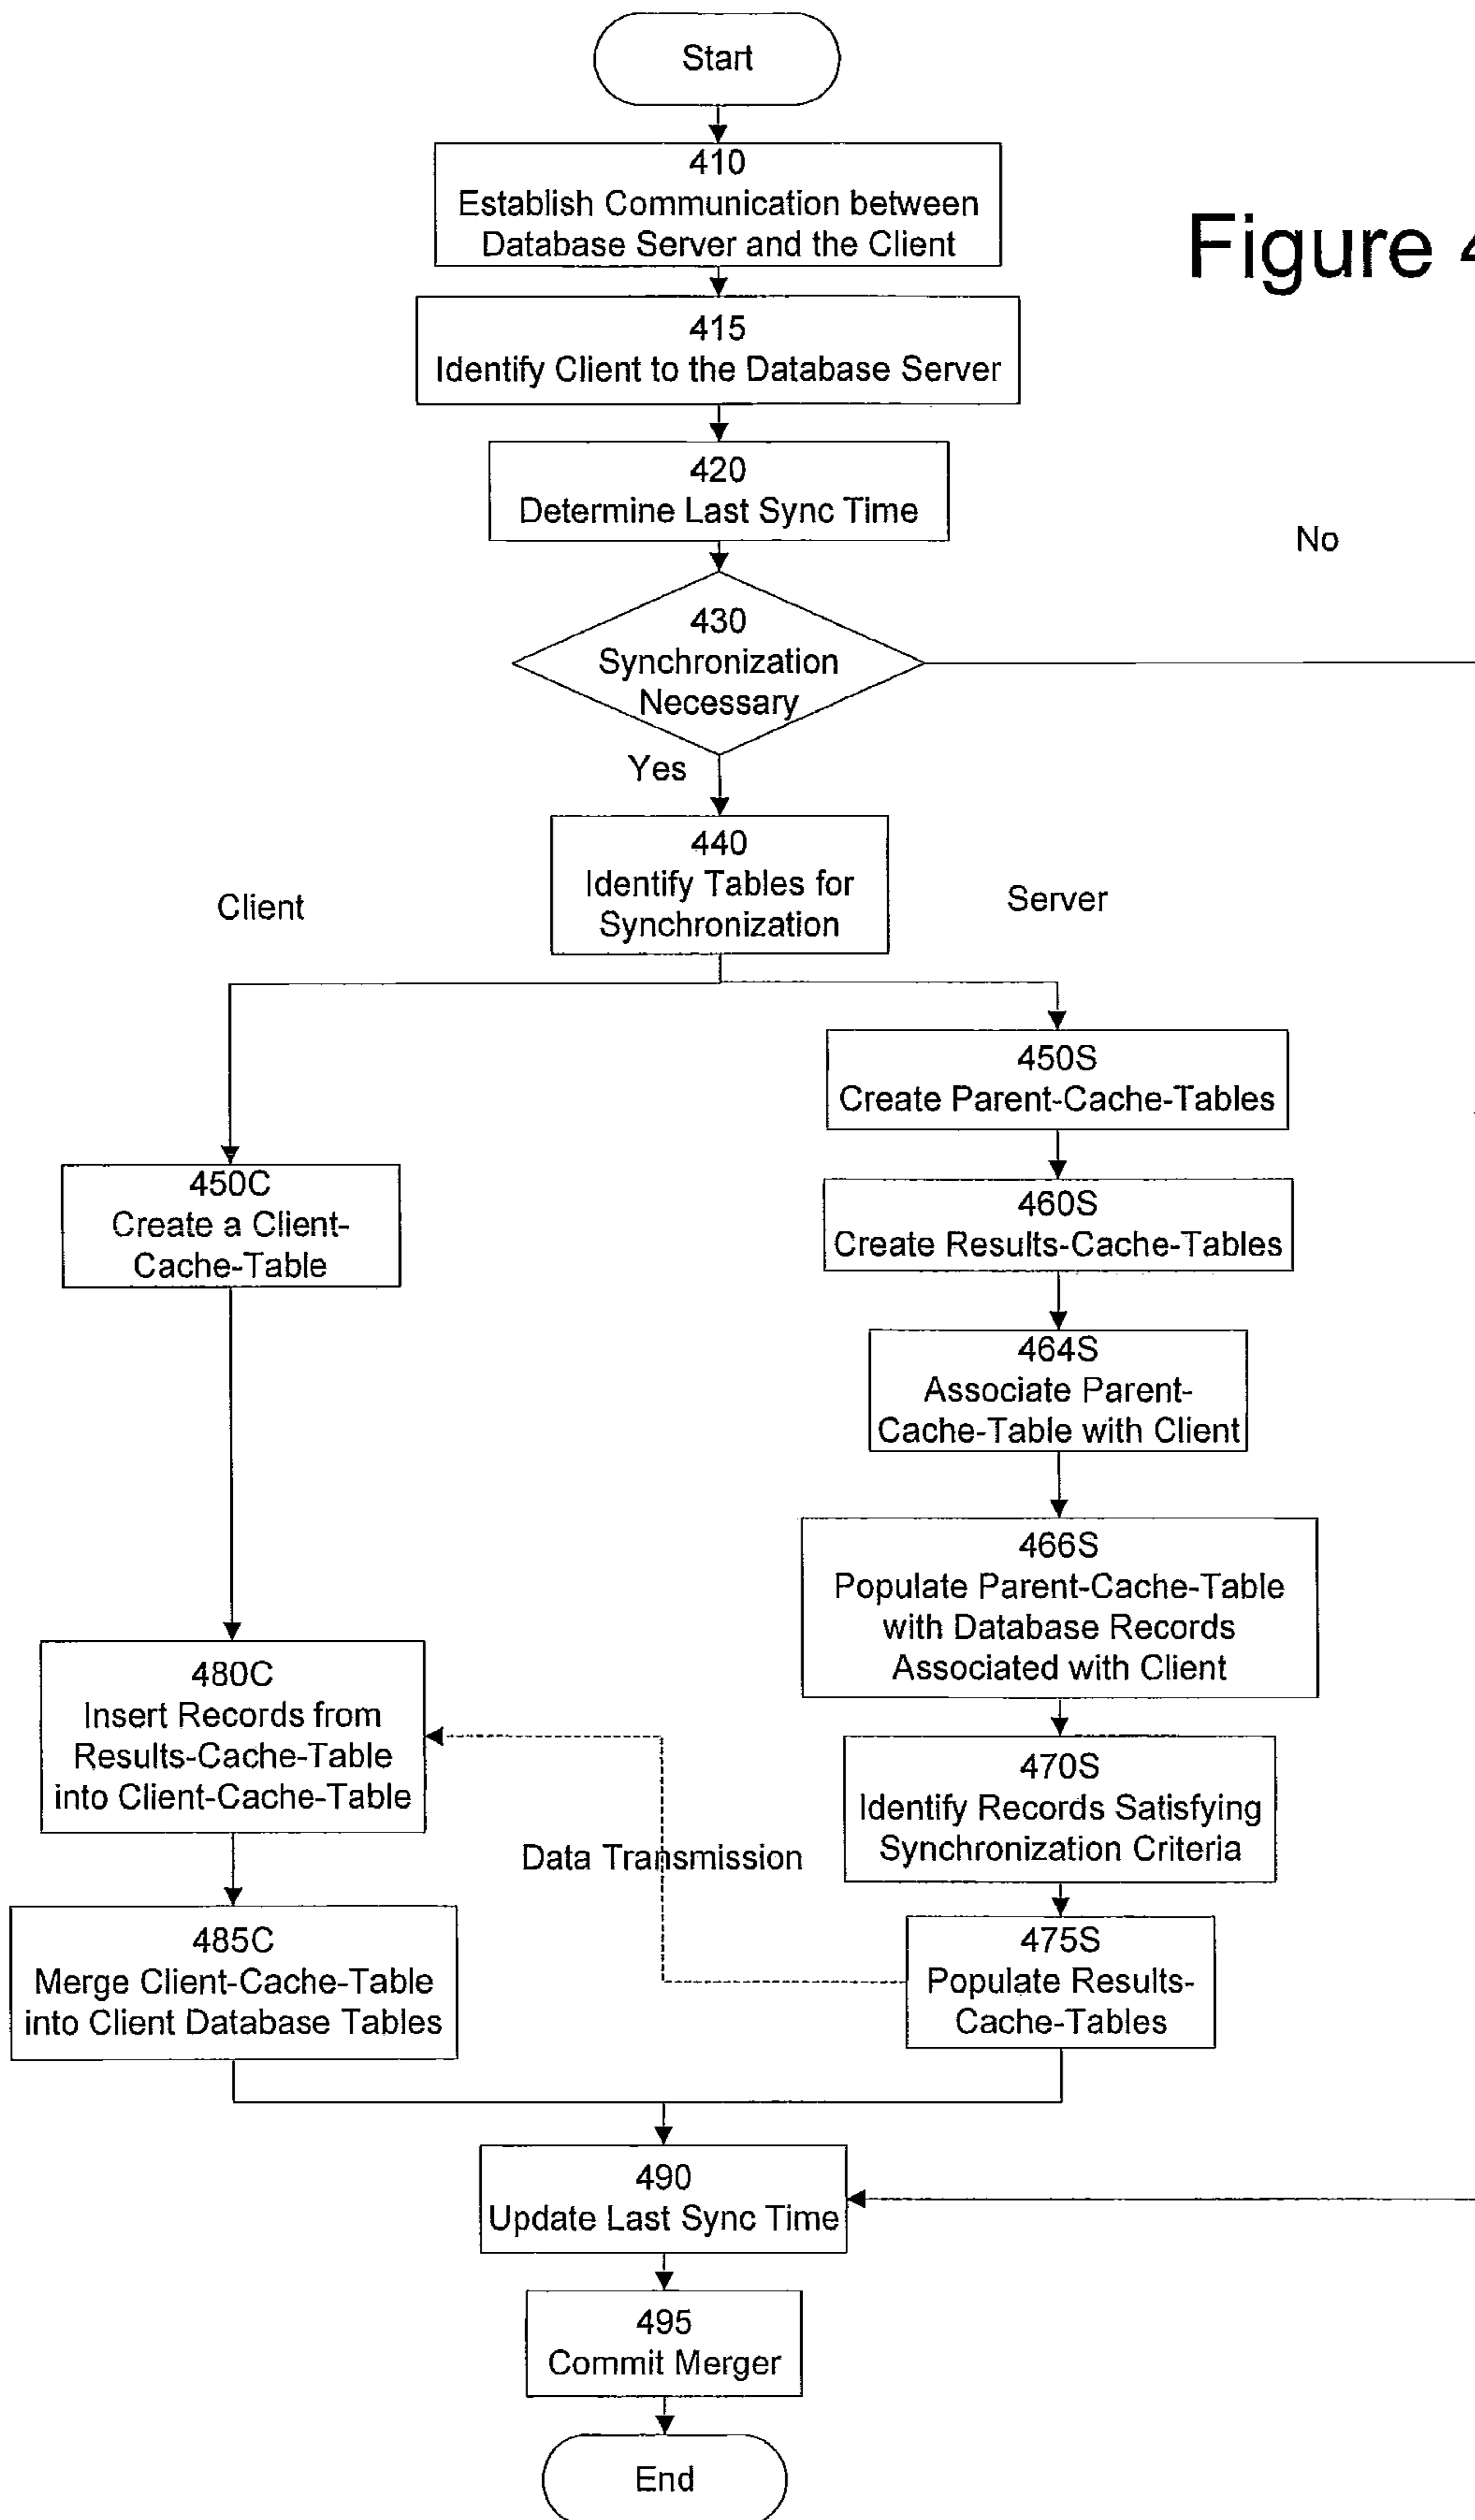 Start
410
Establish Communication between
Database Server and the Client
Figure 4
415
Identify Client to the Database Server
420
Determine Last Sync Time
No
430
Synchronization
Necessary
Yes
440
Identify Tables for
Synchronization
Client
Server
450S
Create Parent-Cache-Tables
450C
Create a Client-
Cache-Table
460S
Create Results-Cache-Tables
464S
Associate Parent-
Cache-Table with Client
466S
Populate Parent-Cache-Table
with Database Records
Associated with Client
480C
Insert Records from
Results-Cache-Table
into Client-Cache-Table
470S
Identify Records Satisfying
Synchronization Criteria
Data Transmission
485C
Merge Client-Cache-Table
into Client Database Tables
475S
Populate Results-
Cache-Tables
490
Update Last Sync Time
495
Commit Merger
End